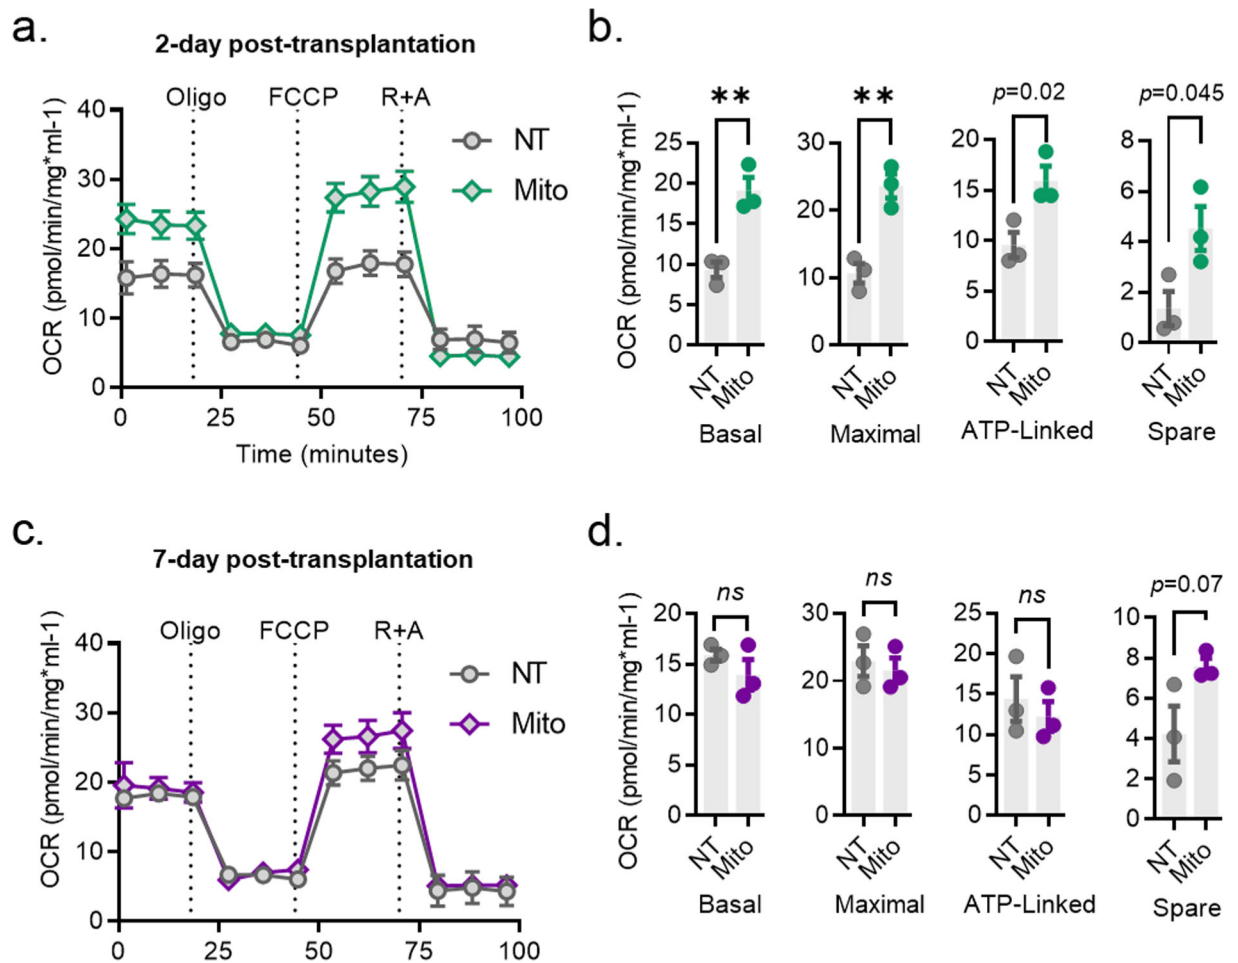 a.
2-day post-transplantation
Oligo FCCP R+A
OCR (pmol/min/mg*ml-1)
40
30
20
10
0
NT
Mito
0 25 50 75 100
Time (minutes)
b.
OCR (pmol/min/mg*ml-1)
**
25
20
15
10
5
0
NT Mito
Basal
**
30
20
10
0
NT Mito
Maximal
p=0.02
20
15
10
5
0
NT Mito
ATP-Linked
p=0.045
8
6
4
2
0
NT Mito
Spare
c.
7-day post-transplantation
Oligo FCCP R+A
OCR (pmol/min/mg*ml-1)
40
30
20
10
0
NT
Mito
0 25 50 75 100
d.
OCR (pmol/min/mg*ml-1)
ns
20
15
10
5
0
NT Mito
Basal
ns
30
20
10
0
NT Mito
Maximal
ns
25
20
15
10
5
0
NT Mito
ATP-Linked
p=0.07
10
8
6
4
2
0
NT Mito
Spare